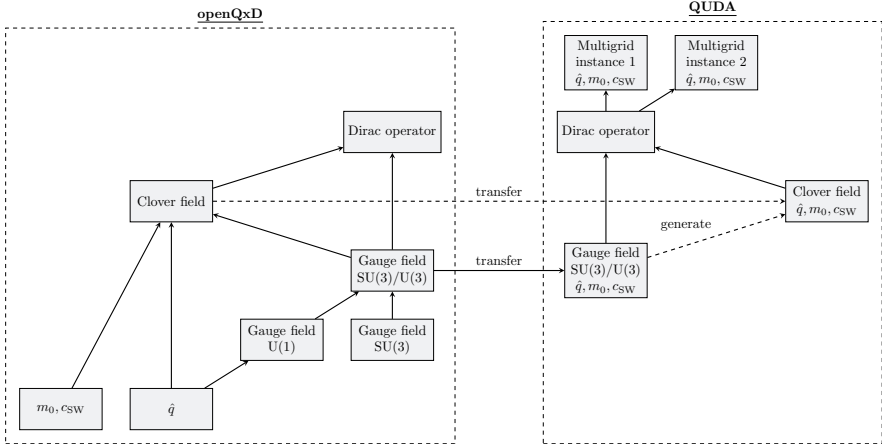 openQxD
QUDA
Multigrid
instance 1
q̂, m₀, c_SW
Multigrid
instance 2
q̂, m₀, c_SW
Dirac operator
Dirac operator
Clover field
transfer
Clover field
q̂, m₀, c_SW
generate
Gauge field
SU(3)/U(3)
transfer
Gauge field
SU(3)/U(3)
q̂, m₀, c_SW
Gauge field
U(1)
Gauge field
SU(3)
m₀, c_SW
q̂